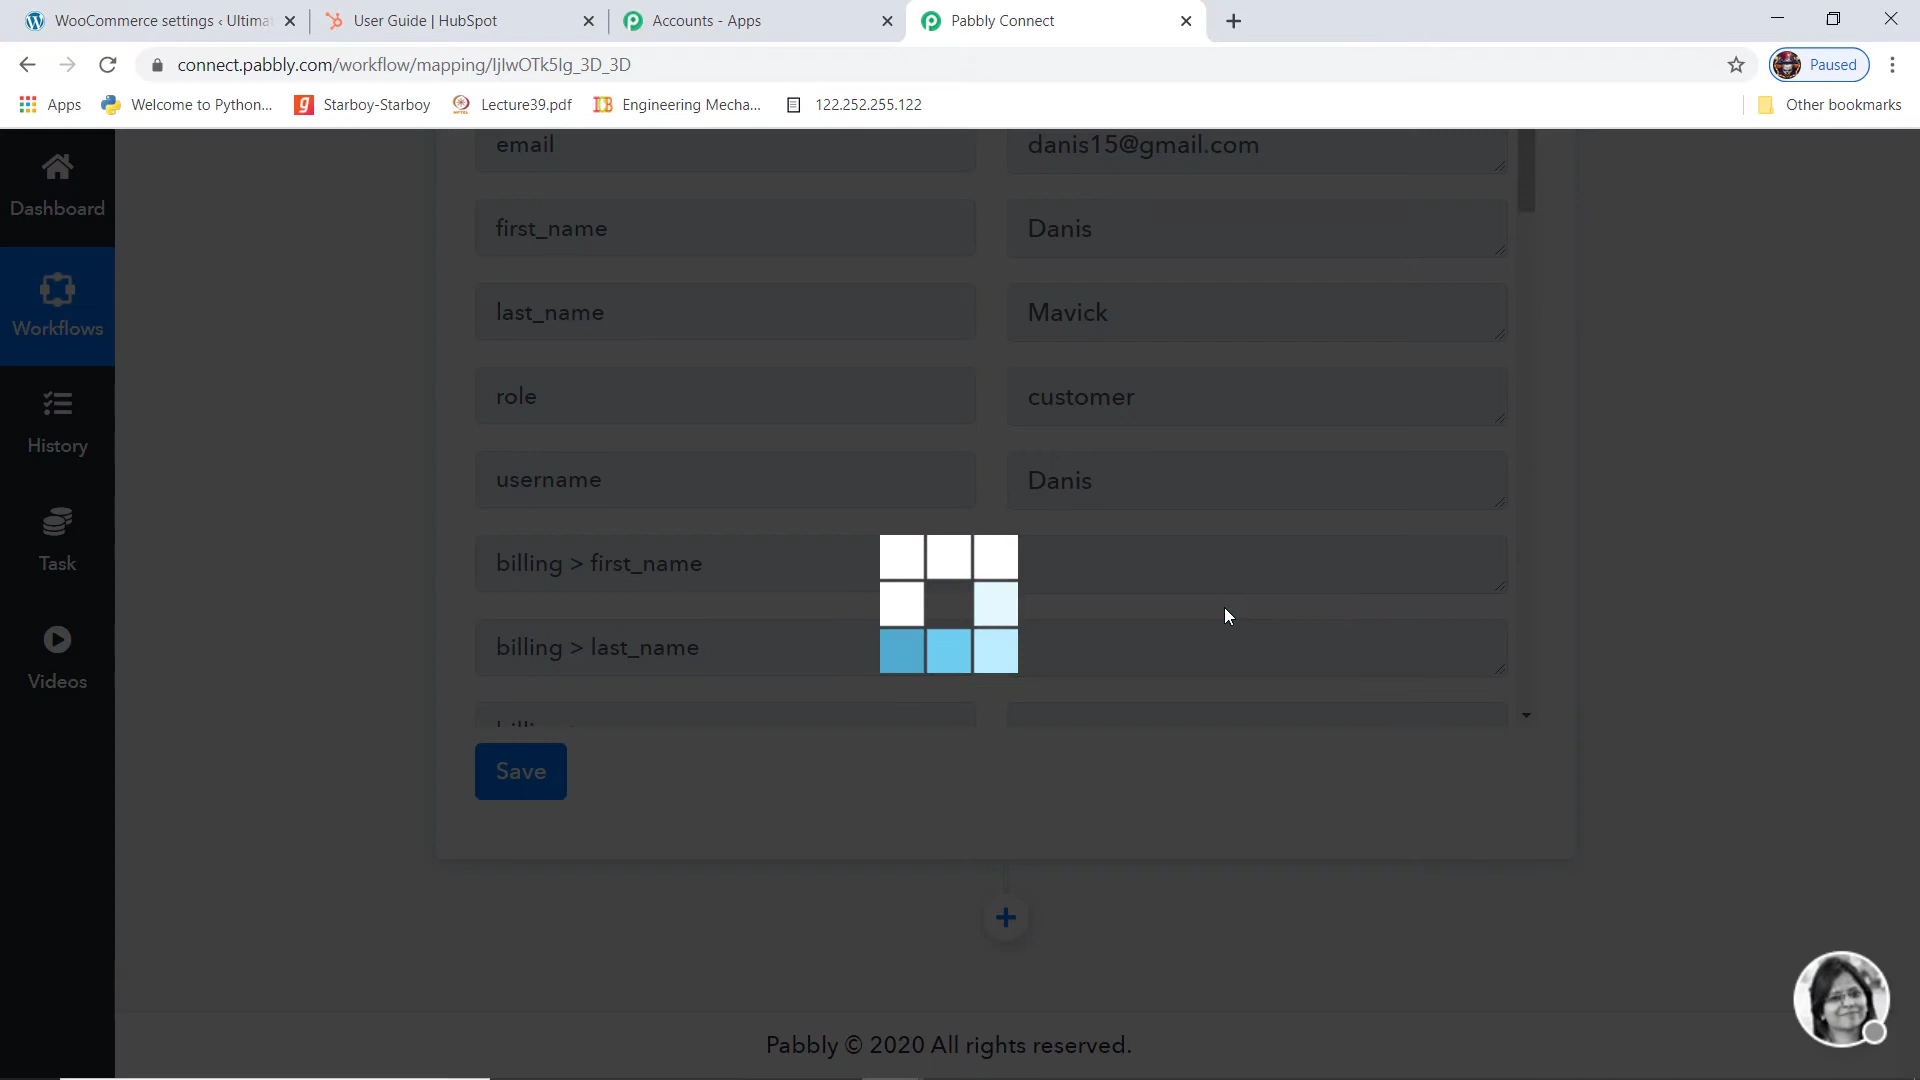 WooCommerce settings ‹ Ultima
User Guide | HubSpot
Accounts - Apps
Pabbly Connect
connect.pabbly.com/workflow/mapping/IjIwOTk5Ig_3D_3D
Paused
Apps
Welcome to Python...
Starboy-Starboy
Lecture39.pdf
Engineering Mecha...
122.252.255.122
Other bookmarks
Dashboard
Workflows
History
Task
Videos
email
danis15@gmail.com
first_name
Danis
last_name
Mavick
role
customer
username
Danis
billing > first_name
billing > last_name
Save
Pabbly © 2020 All rights reserved.